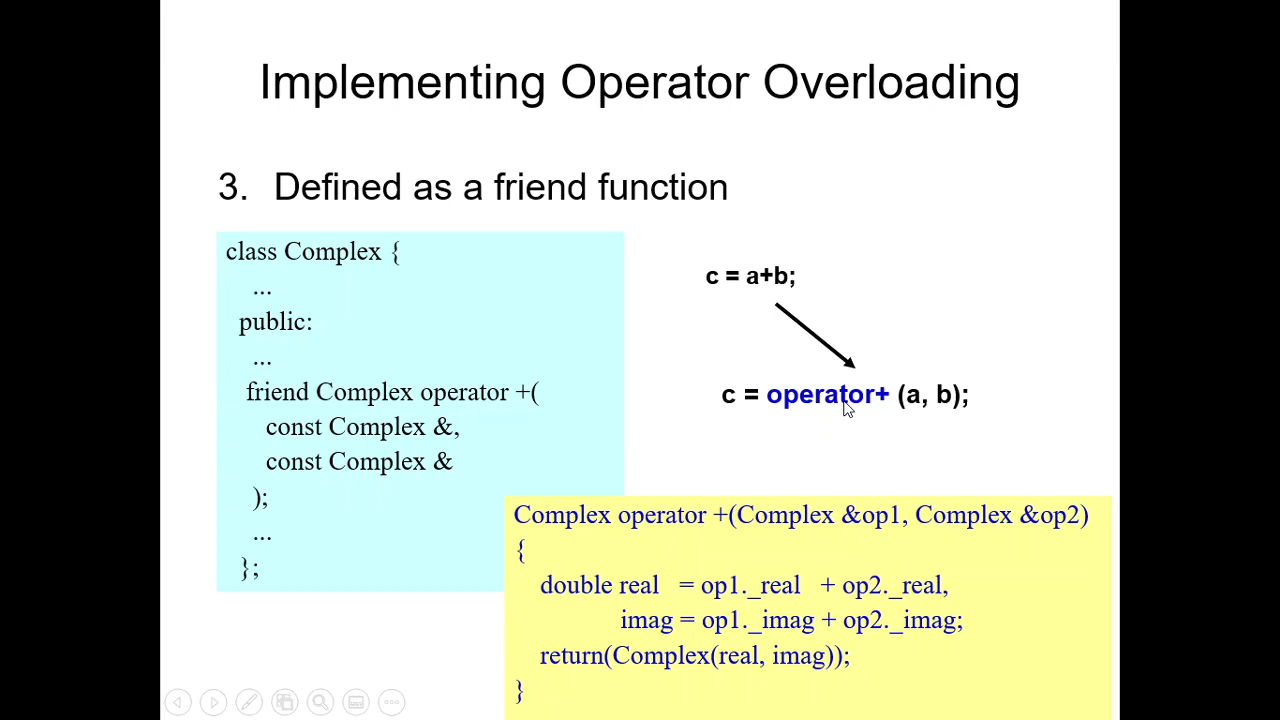 Implementing Operator Overloading
3. Defined as a friend function
class Complex {
...
public:
...
friend Complex operator +(
const Complex &,
const Complex &
);
...
};
c = a+b;
c = operator+ (a, b);
Complex operator +(Complex &op1, Complex &op2)
{
double real = op1._real + op2._real,
imag = op1._imag + op2._imag;
return(Complex(real, imag));
}